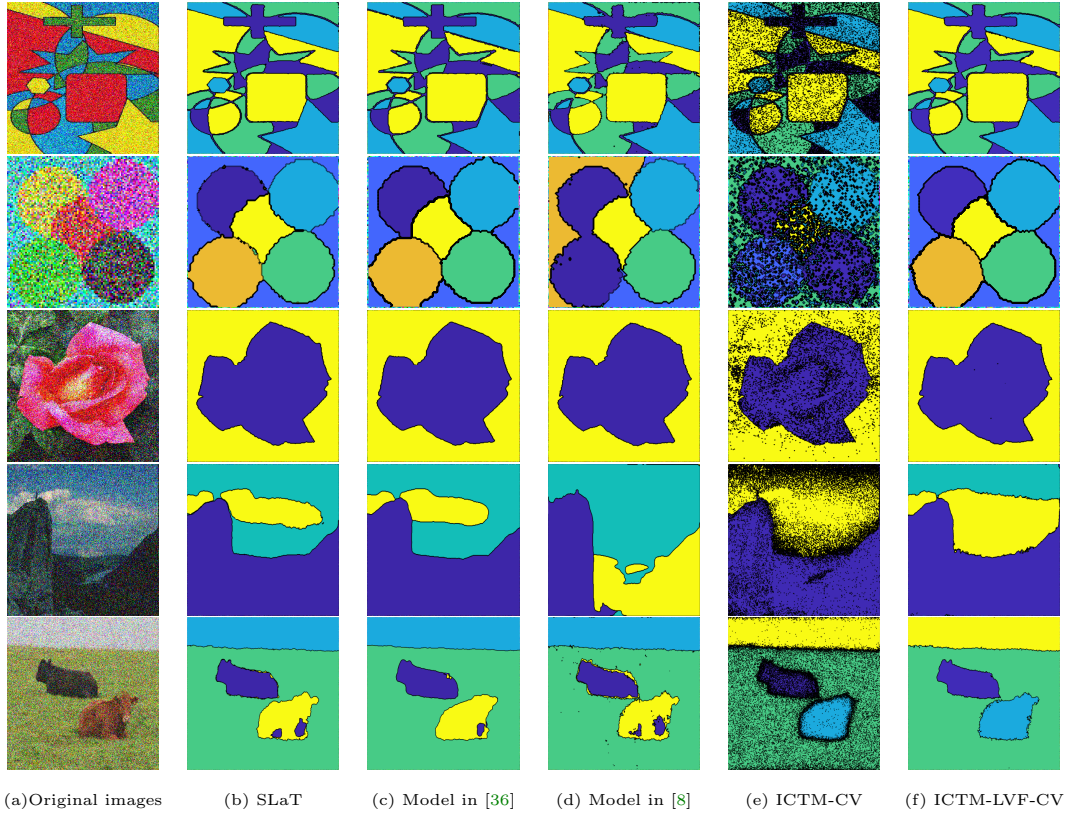 (a)Original images (b) SLaT (c) Model in [36] (d) Model in [8] (e) ICTM-CV (f) ICTM-LVF-CV